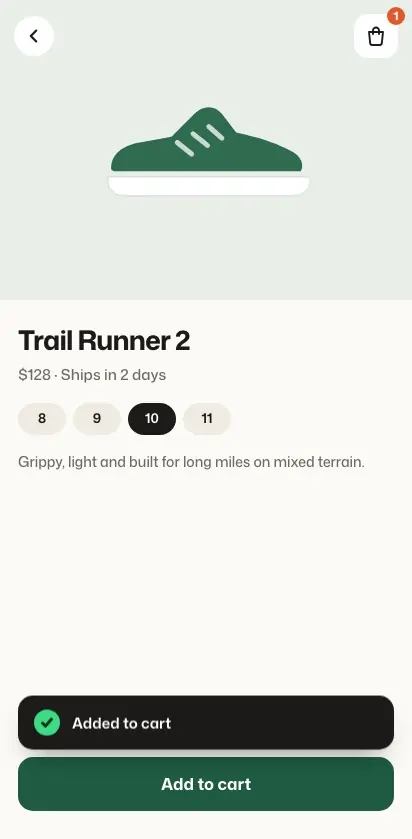 1
Trail Runner 2
$128 · Ships in 2 days
8 9 10 11
Grippy, light and built for long miles on mixed terrain.
Added to cart
Add to cart